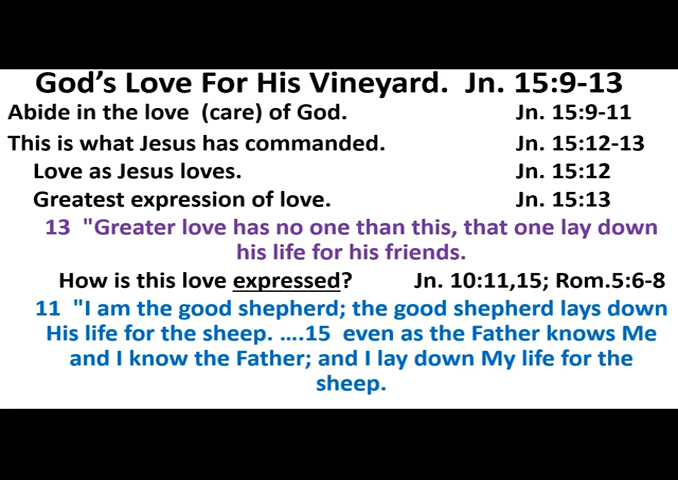 God's Love For His Vineyard. Jn. 15:9-13
Abide in the love (care) of God. Jn. 15:9-11
This is what Jesus has commanded. Jn. 15:12-13
Love as Jesus loves. Jn. 15:12
Greatest expression of love. Jn. 15:13
13 "Greater love has no one than this, that one lay down
his life for his friends.
How is this love expressed? Jn. 10:11,15; Rom.5:6-8
11 "I am the good shepherd; the good shepherd lays down
His life for the sheep. ....15 even as the Father knows Me
and I know the Father; and I lay down My life for the
sheep.